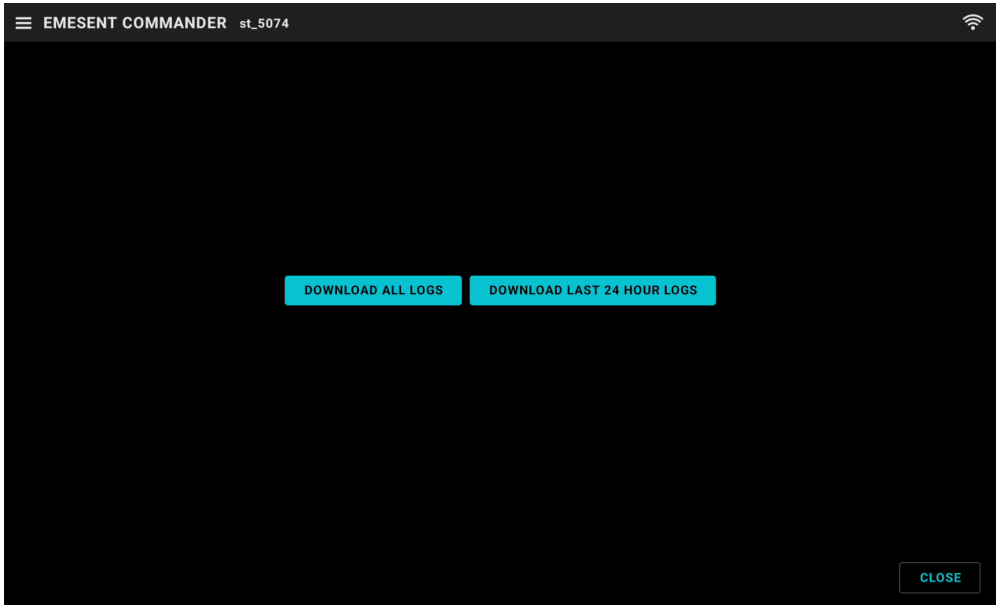 EMESENT COMMANDER st_5074
DOWNLOAD ALL LOGS DOWNLOAD LAST 24 HOUR LOGS
CLOSE